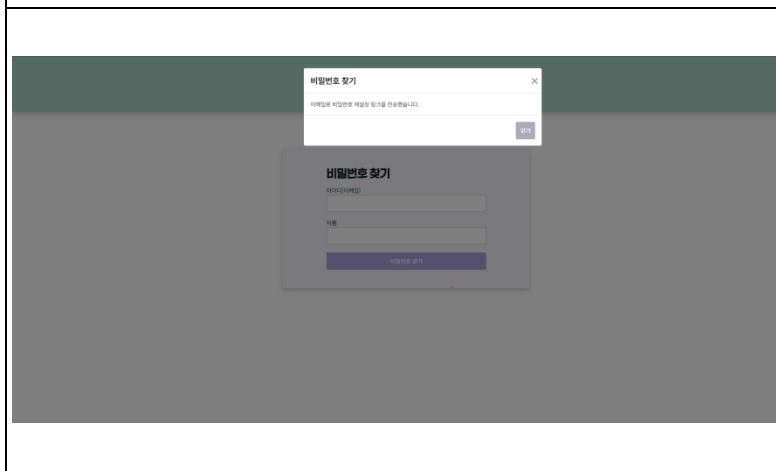 비밀번호 찾기
이메일로 비밀번호 재설정 링크를 전송했습니다.
닫기
비밀번호 찾기
아이디(이메일)
이름
비밀번호 찾기